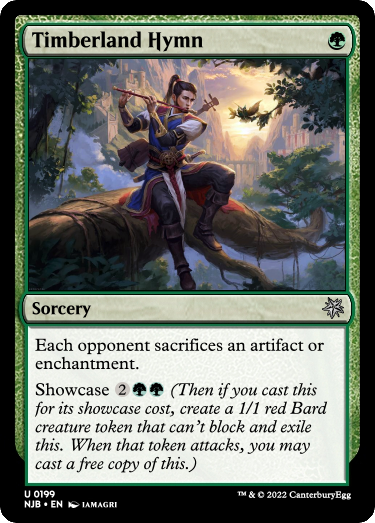 Timberland Hymn
Sorcery
Each opponent sacrifices an artifact or
enchantment.
Showcase 2 (Then if you cast this
for its showcase cost, create a 1/1 red Bard
creature token that can't block and exile
this. When that token attacks, you may
cast a free copy of this.)
U 0199
NJB • EN IAMAGRI
™ & © 2022 CanterburyEgg